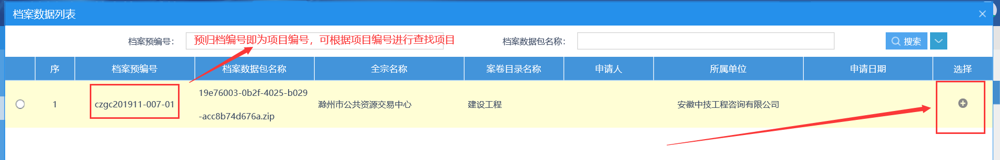 档案数据列表
档案预编号： 预归档编号即为项目编号，可根据项目编号进行查找项目 档案数据包名称： 搜索
序 档案预编号 档案数据包名称 全宗名称 案卷目录名称 申请人 所属单位 申请日期 选择
1 czgc201911-007-01 19e76003-0b2f-4025-b029 滁州市公共资源交易中心 建设工程 安徽中技工程咨询有限公司
-acc8b74d676a.zip